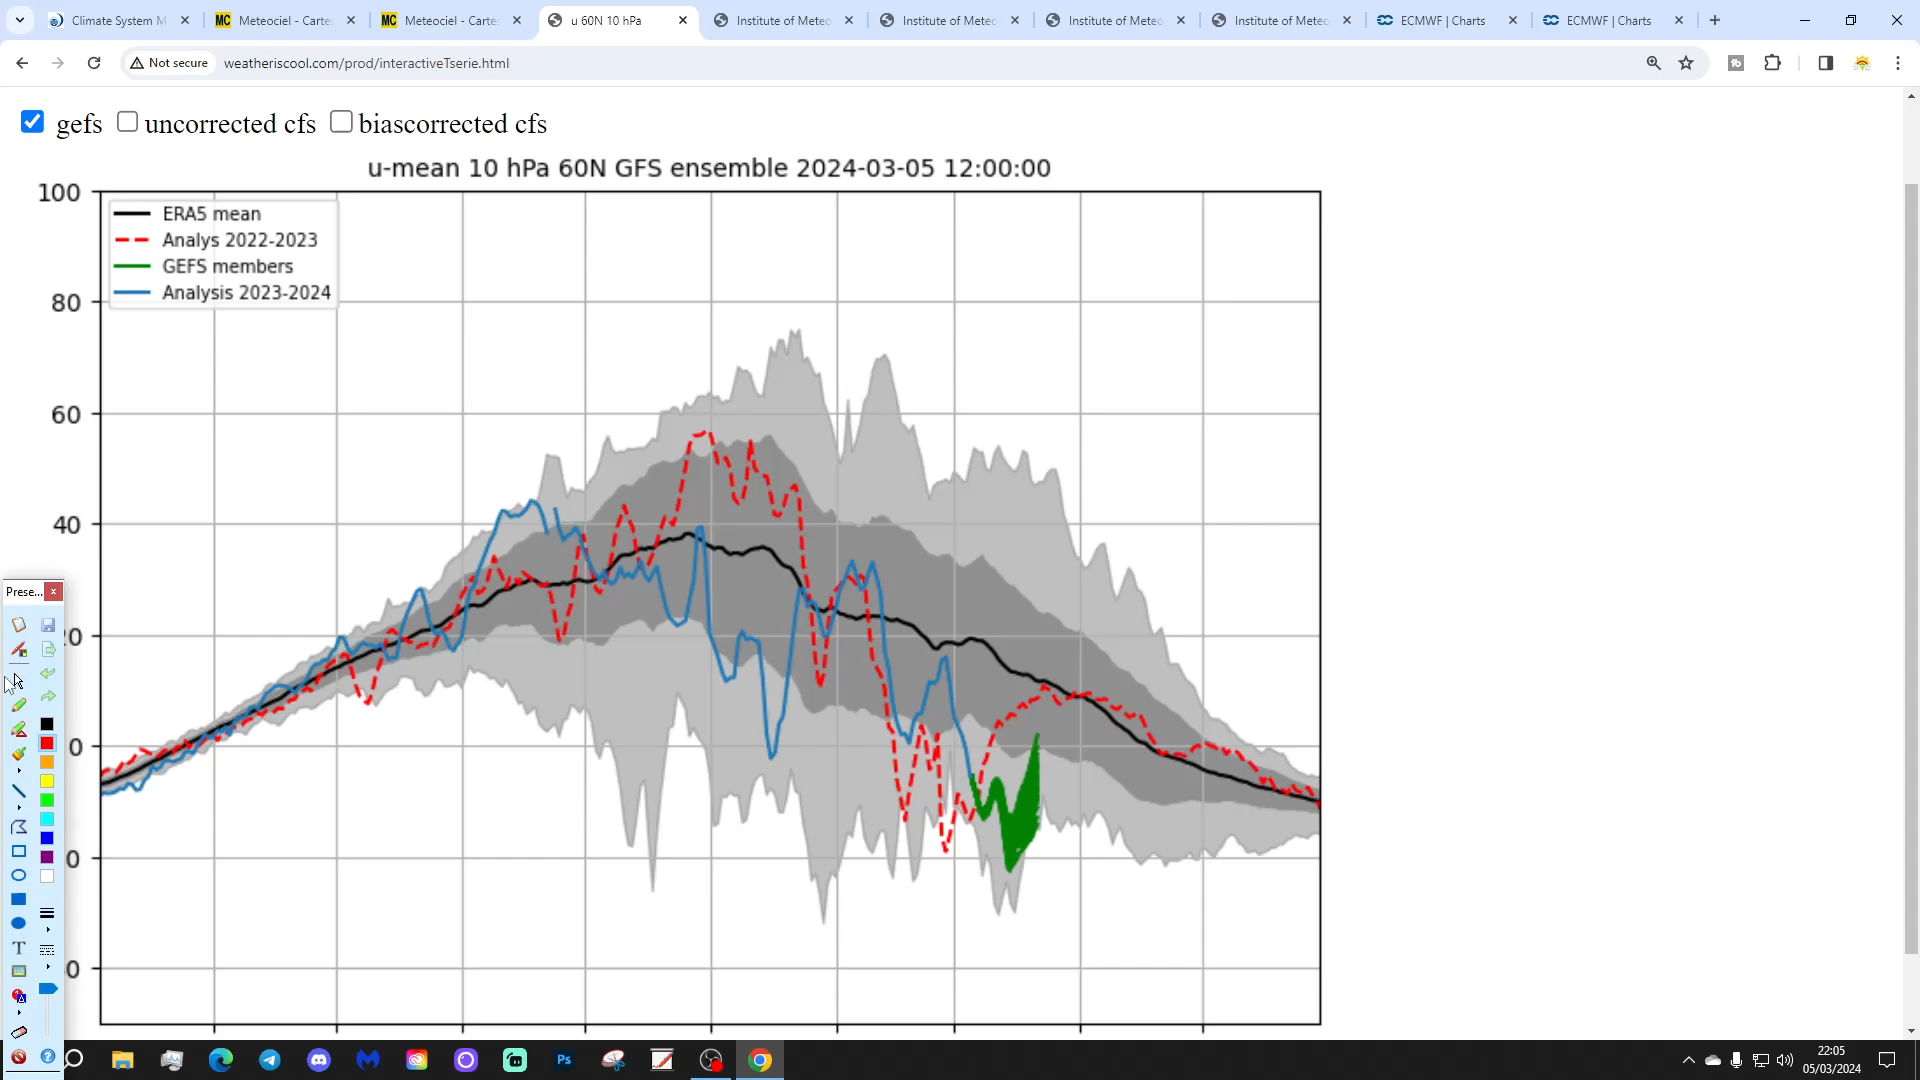 Climate System M
Meteociel - Carte
Meteociel - Carte
u 60N 10 hPa
Institute of Meteo
Institute of Meteo
Institute of Meteo
Institute of Meteo
ECMWF | Charts
ECMWF | Charts
Not secure
weatheriscool.com/prod/interactiveTserie.html
gefs
uncorrected cfs
biascorrected cfs
u-mean 10 hPa 60N GFS ensemble 2024-03-05 12:00:00
100
ERA5 mean
Analys 2022-2023
GEFS members
Analysis 2023-2024
80
60
40
Prese...
20
0
0
0
22:05
05/03/2024